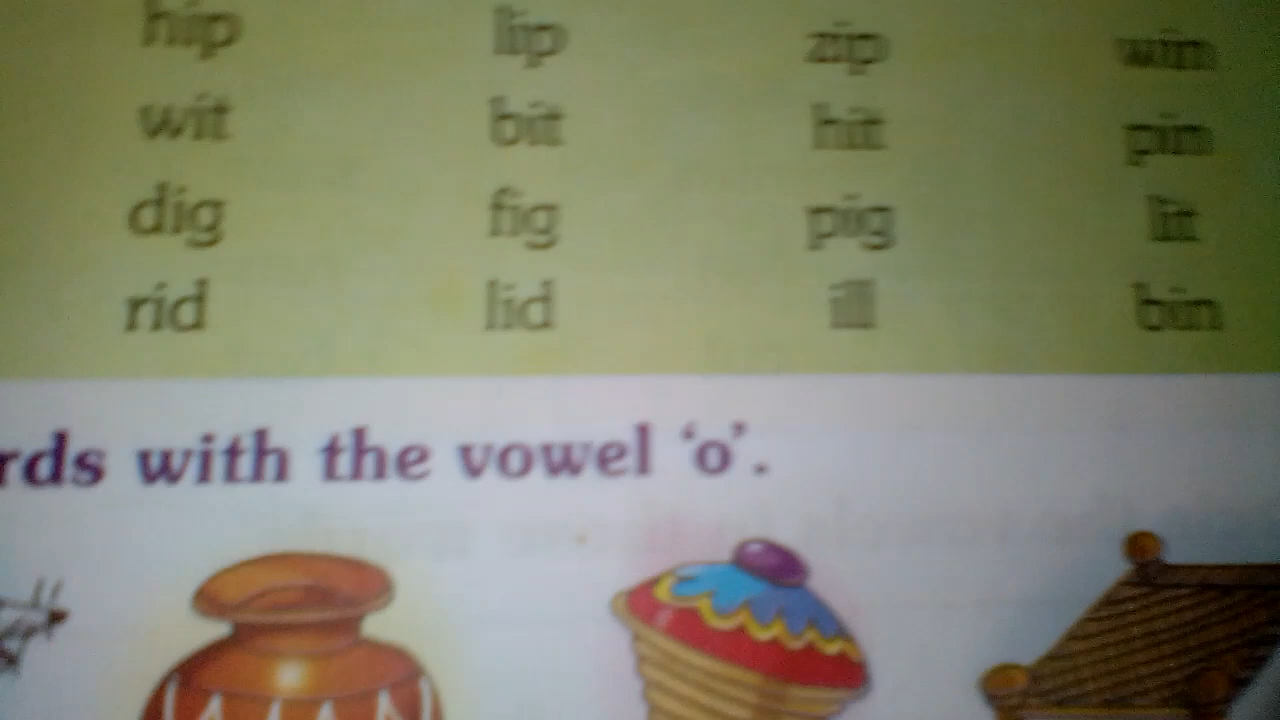 hip lip zip win
wit bit hit pin
dig fig pig lit
rid lid ill bin
rds with the vowel ‘o’.